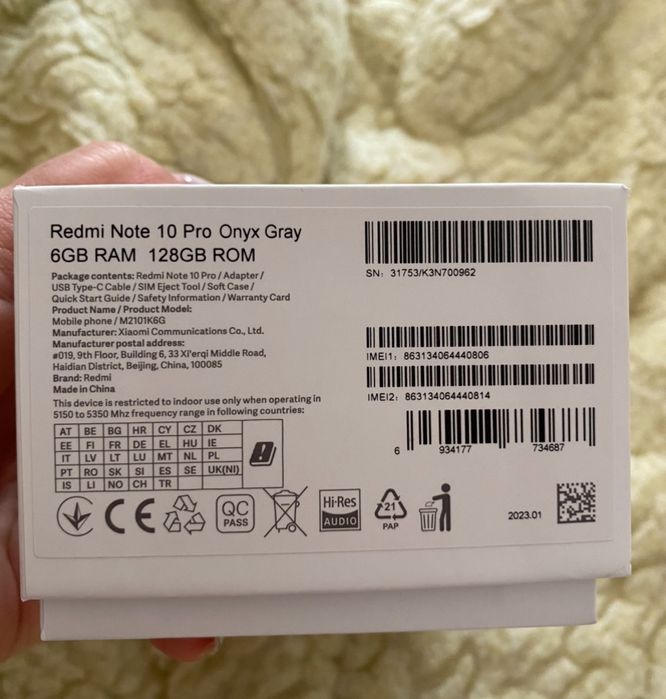 Redmi Note 10 Pro Onyx Gray
6GB RAM 128GB ROM
Package contents: Redmi Note 10 Pro / Adapter /
USB Type-C Cable / SIM Eject Tool / Soft Case /
Quick Start Guide / Safety Information / Warranty Card
Product Name / Product Model:
Mobile phone / M2101K6G
Manufacturer: Xiaomi Communications Co., Ltd.
Manufacturer postal address:
#019, 9th Floor, Building 6, 33 Xi'erqi Middle Road,
Haidian District, Beijing, China, 100085
Brand: Redmi
Made in China
This device is restricted to indoor use only when operating in
5150 to 5350 Mhz frequency range in following countries:
AT BE BG HR CY CZ DK
EE FI FR DE EL HU IE
IT LV LT LU MT NL PL
PT RO SK SI ES SE UK(NI)
IS LI NO CH TR
CE
QC
PASS
Hi-Res
AUDIO
21
PAP
SN: 31753/K3N700962
IMEI1: 863134064440806
IMEI2: 863134064440814
6 934177 734687
2023.01